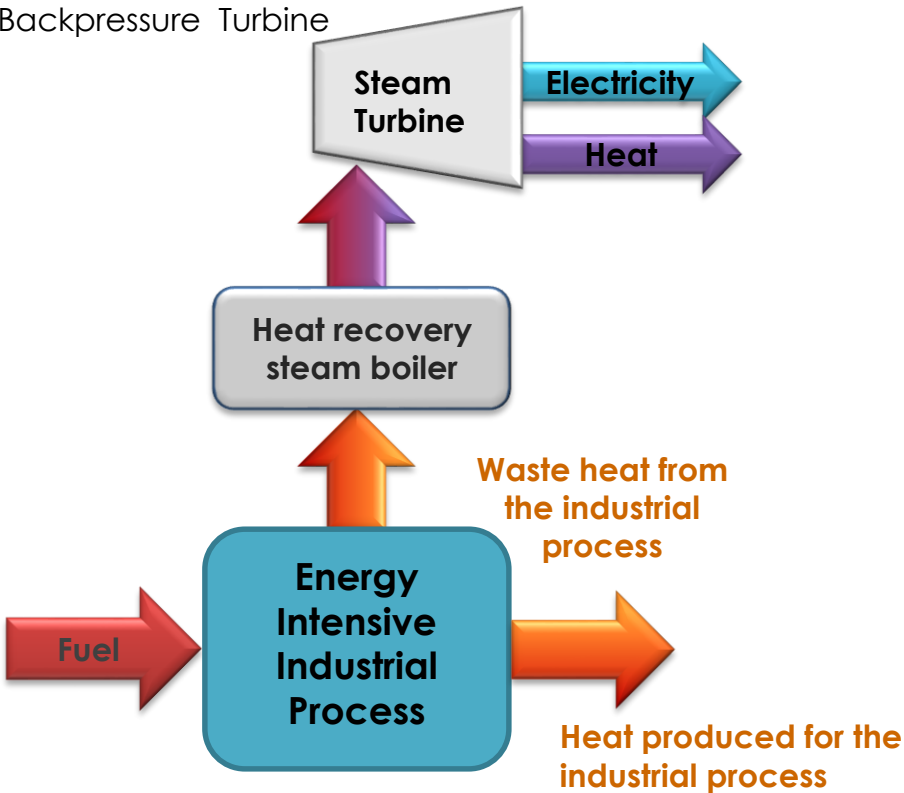 Backpressure Turbine
Steam
Turbine
Electricity
Heat
Heat recovery
steam boiler
Waste heat from
the industrial
process
Energy
Intensive
Industrial
Process
Fuel
Heat produced for the
industrial process